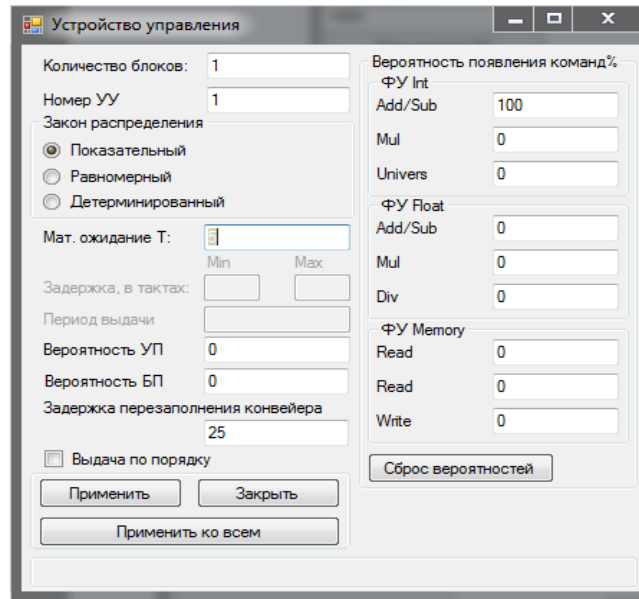 Устройство управления
Количество блоков: 1
Номер УУ 1
Закон распределения
Показательный
Равномерный
Детерминированный
Мат. ожидание T:
Min Max
Задержка, в тактах:
Период выдачи
Вероятность УП 0
Вероятность БП 0
Задержка перезаполнения конвейера
25
Выдача по порядку
Применить Закрыть
Применить ко всем
Вероятность появления команд%
ФУ Int
Add/Sub 100
Mul 0
Univers 0
ФУ Float
Add/Sub 0
Mul 0
Div 0
ФУ Memory
Read 0
Read 0
Write 0
Сброс вероятностей